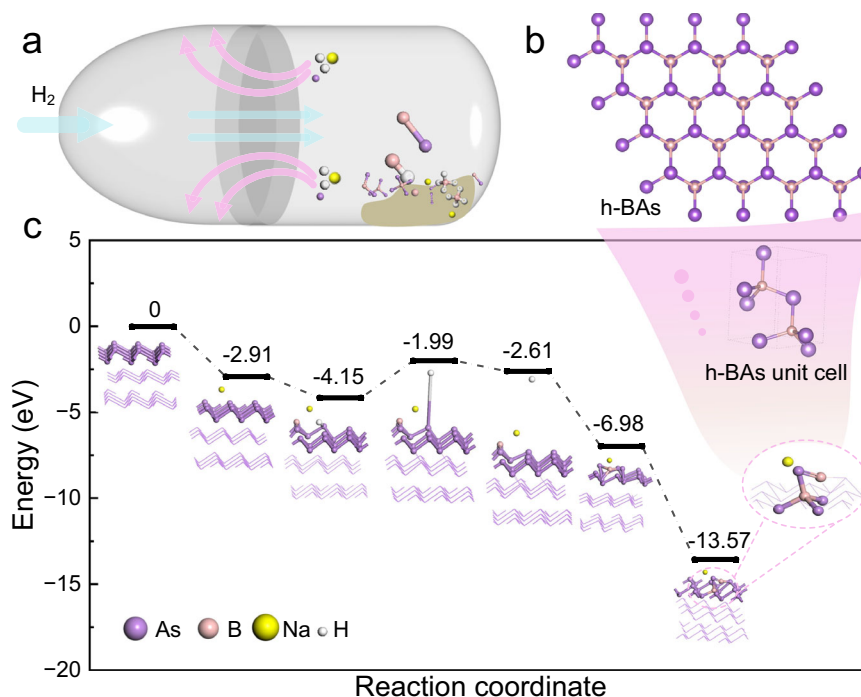 a
H₂
b
h-BAs
h-BAs unit cell
c
5
0
−5
−10
−15
−20
Energy (eV)
0
-2.91
-4.15
-1.99
-2.61
-6.98
-13.57
As B Na H
Reaction coordinate